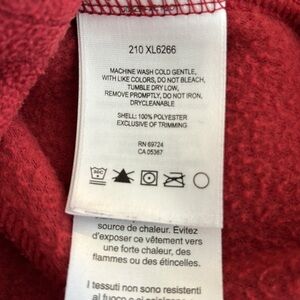 210 XL6266
MACHINE WASH COLD GENTLE,
WITH LIKE COLORS, DO NOT BLEACH,
TUMBLE DRY LOW,
REMOVE PROMPTLY, DO NOT IRON,
DRYCLEANABLE
SHELL: 100% POLYESTER
EXCLUSIVE OF TRIMMING
RN 69724
CA 05367
source de chaleur. Evitez
d'exposer ce vêtement vers
une forte chaleur, des
flammes ou des étincelles.
I tessuti non sono resistenti
al fuoco